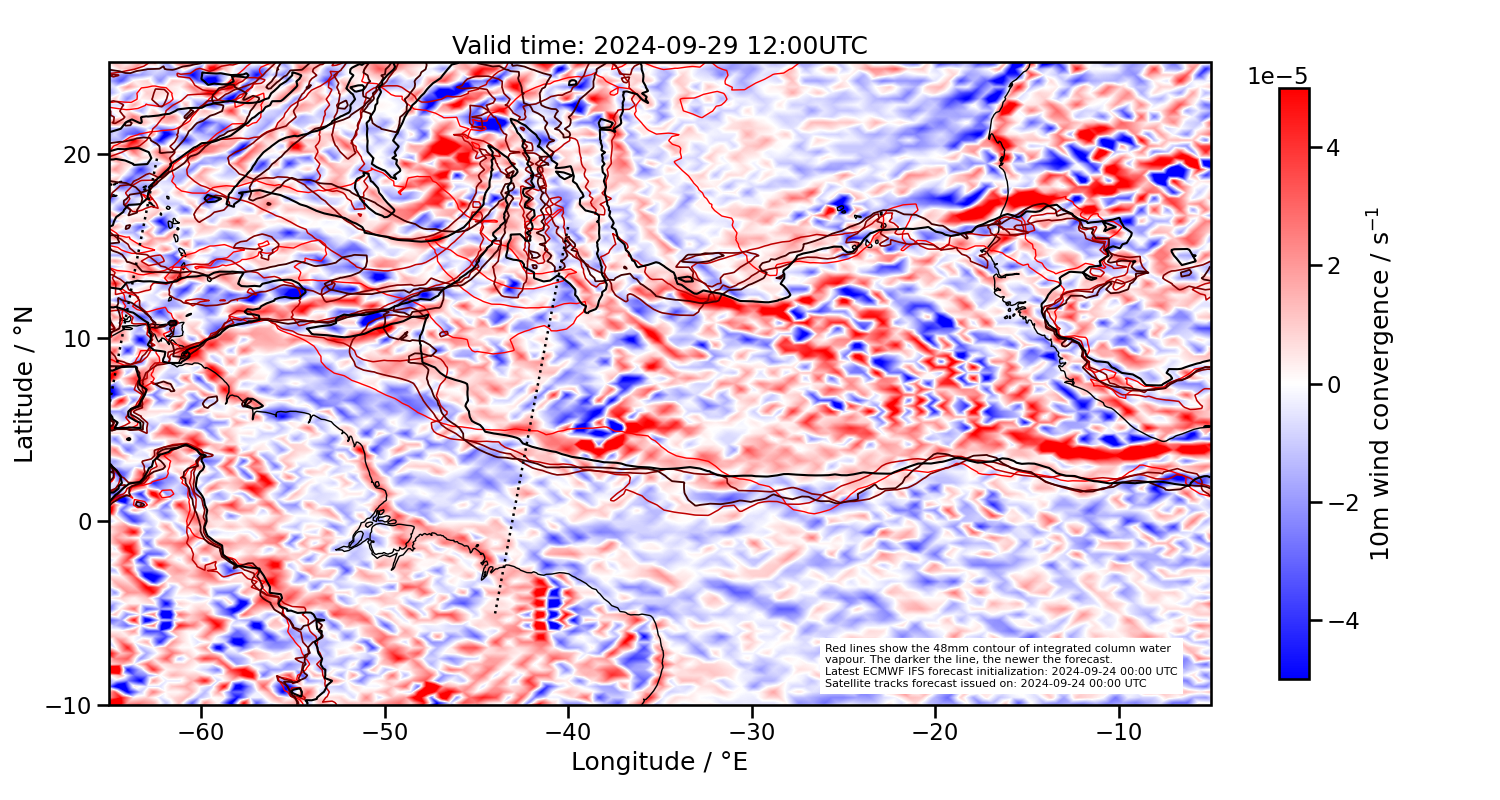 Valid time: 2024-09-29 12:00UTC
1e−5
20
10
0
−10
Latitude / °N
−60
−50
−40
−30
−20
−10
Longitude / °E
4
2
0
−2
−4
10m wind convergence / s⁻¹
Red lines show the 48mm contour of integrated column water
vapour. The darker the line, the newer the forecast.
Latest ECMWF IFS forecast initialization: 2024-09-24 00:00 UTC
Satellite tracks forecast issued on: 2024-09-24 00:00 UTC